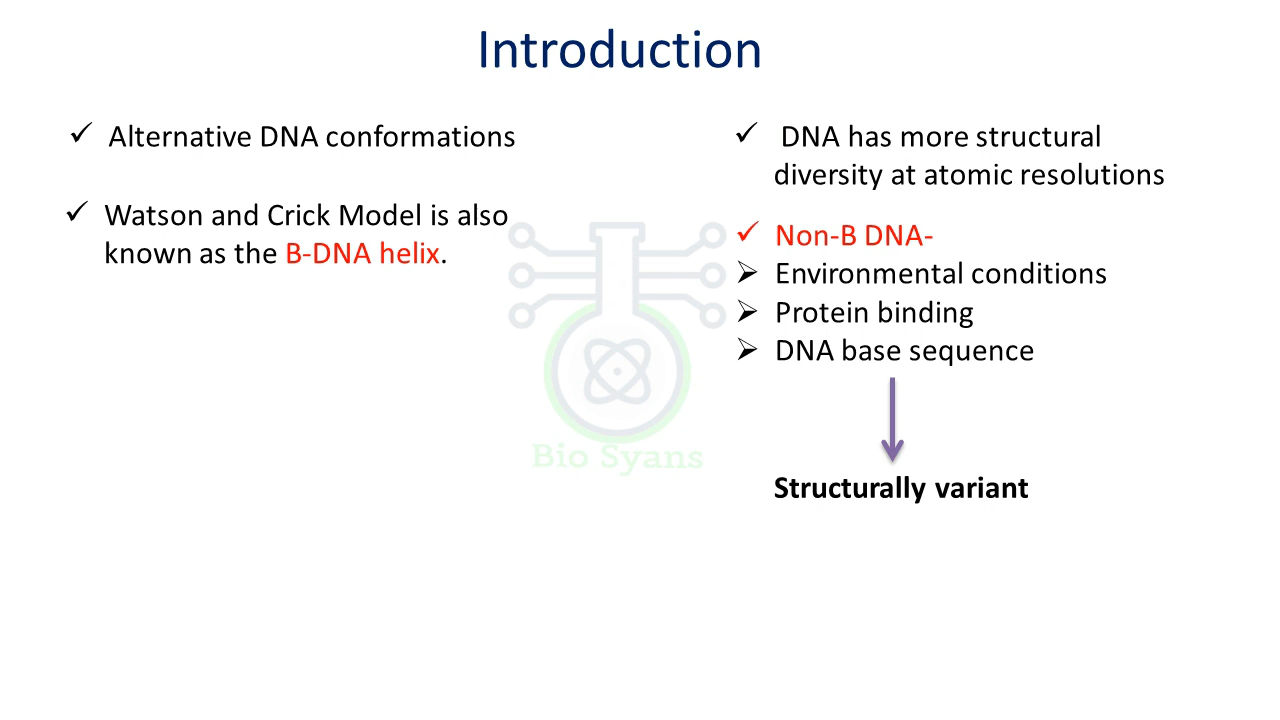 Introduction
✓ Alternative DNA conformations
✓ Watson and Crick Model is also
known as the B-DNA helix.
✓ DNA has more structural
diversity at atomic resolutions
✓ Non-B DNA-
➢ Environmental conditions
➢ Protein binding
➢ DNA base sequence
Structurally variant
Bio Syans